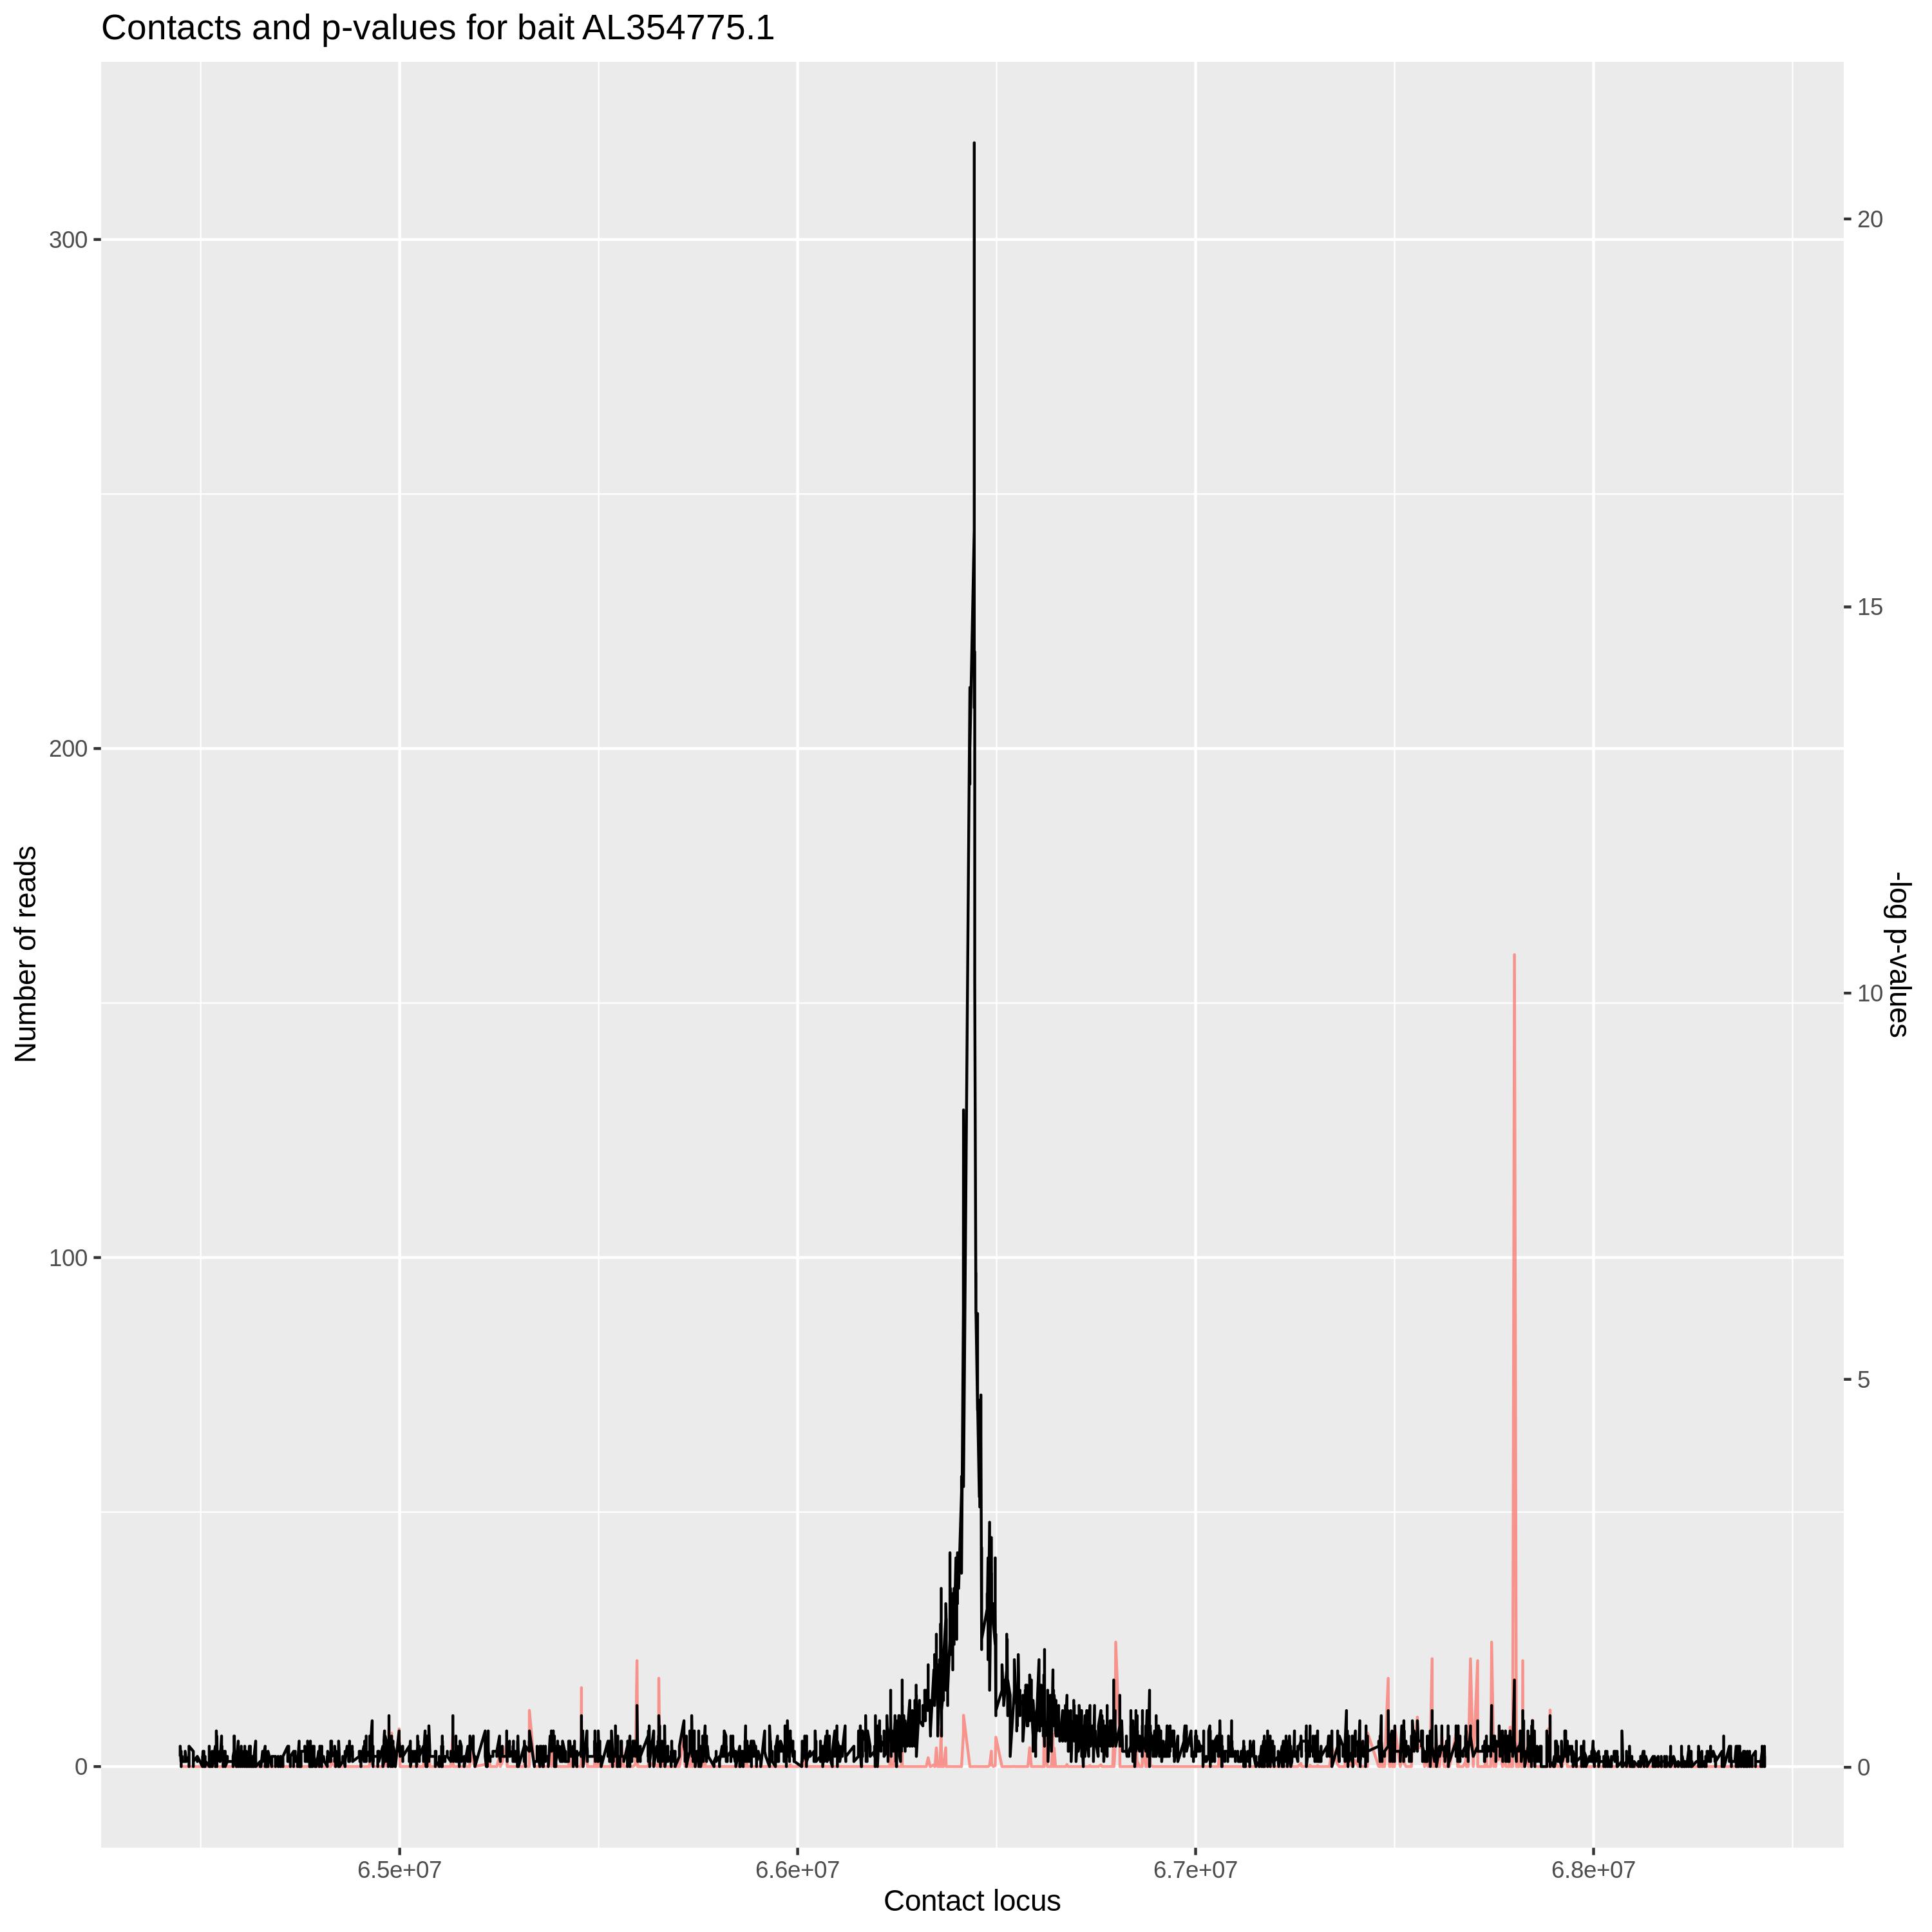 Contacts and p-values for bait AL354775.1
300
200
100
0
Number of reads
20
15
10
5
0
-log p-values
6.5e+07 6.6e+07 6.7e+07 6.8e+07
Contact locus